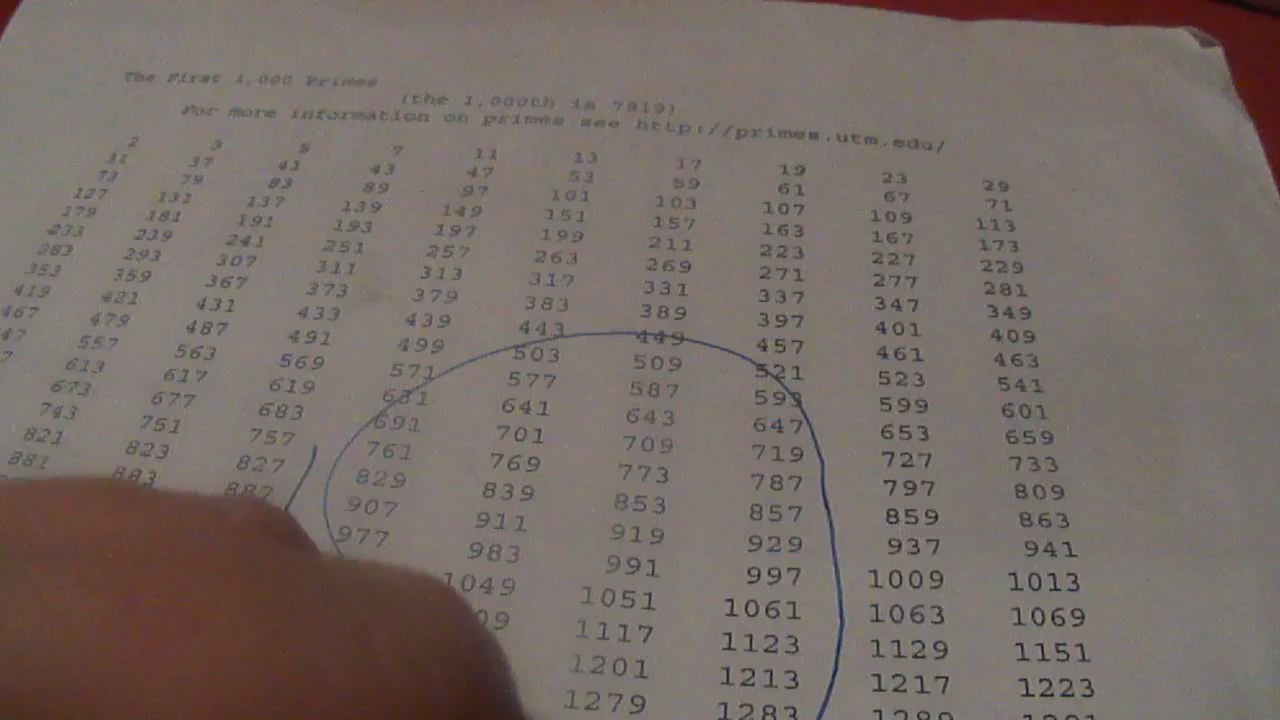 The First 1,000 Primes
(the 1,000th is 7919)
For more information on primes see http://primes.utm.edu/
2 3 5 7 11 13 17 19 23 29
31 37 41 43 47 53 59 61 67 71
73 79 83 89 97 101 103 107 109 113
127 131 137 139 149 151 157 163 167 173
179 181 191 193 197 199 211 223 227 229
233 239 241 251 257 263 269 271 277 281
283 293 307 311 313 317 331 337 347 349
353 359 367 373 379 383 389 397 401 409
419 421 431 433 439 443 449 457 461 463
467 479 487 491 499 503 509 521 523 541
47 557 563 569 571 577 587 593 599 601
7 613 617 619 631 641 643 647 653 659
673 677 683 691 701 709 719 727 733
743 751 757 761 769 773 787 797 809
821 823 827 829 839 853 857 859 863
881 883 887 907 911 919 929 937 941
977 983 991 997 1009 1013
1049 1051 1061 1063 1069
09 1117 1123 1129 1151
1201 1213 1217 1223
1279 1283